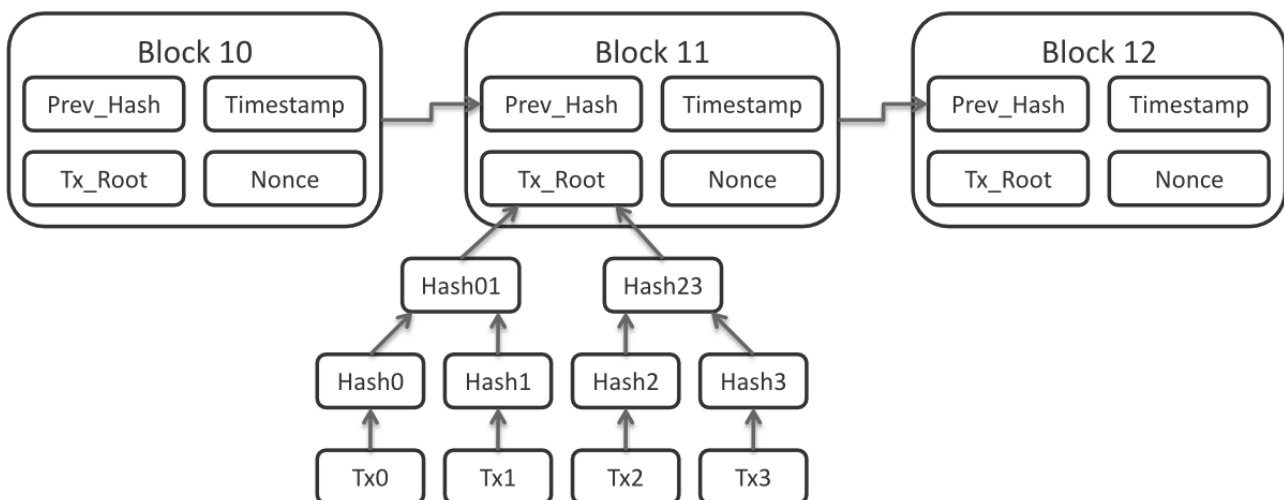 Block 10
Block 11
Block 12
Prev_Hash
Timestamp
Prev_Hash
Timestamp
Prev_Hash
Timestamp
Tx_Root
Nonce
Tx_Root
Nonce
Tx_Root
Nonce
Hash01
Hash23
Hash0
Hash1
Hash2
Hash3
Tx0
Tx1
Tx2
Tx3